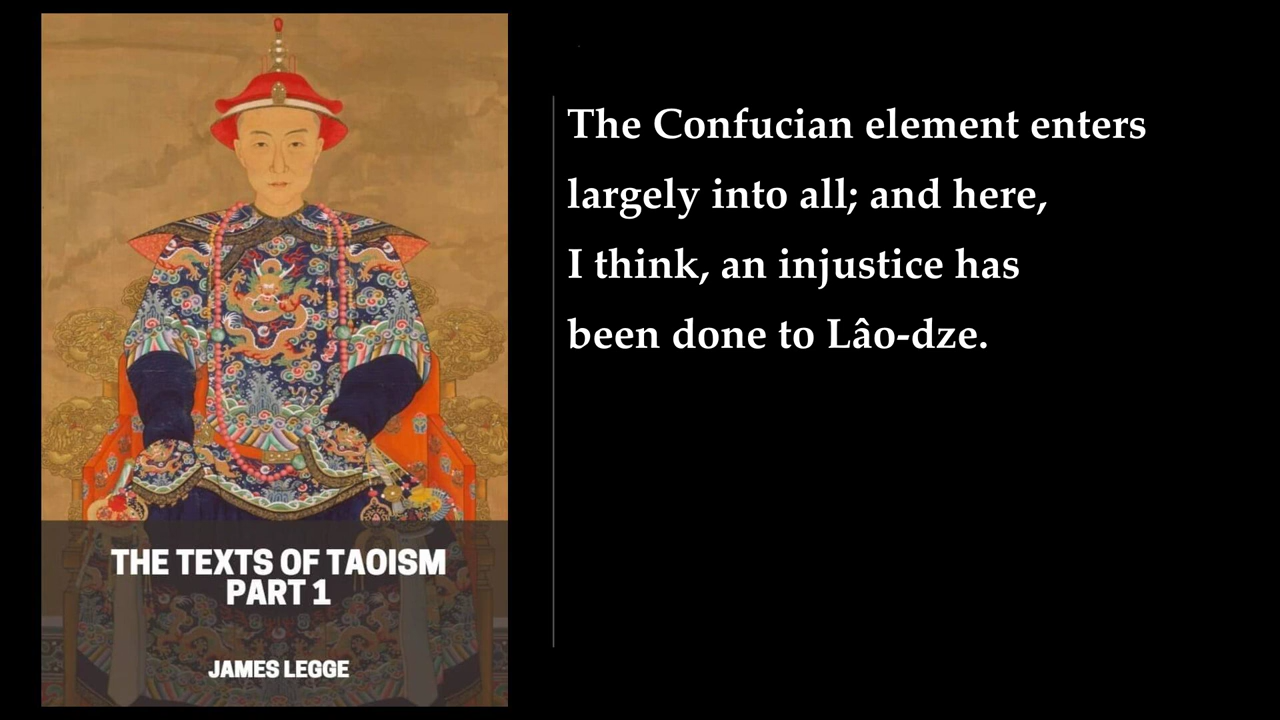 The Confucian element enters
largely into all; and here,
I think, an injustice has
been done to Lâo-dze.
THE TEXTS OF TAOISM
PART 1
JAMES LEGGE